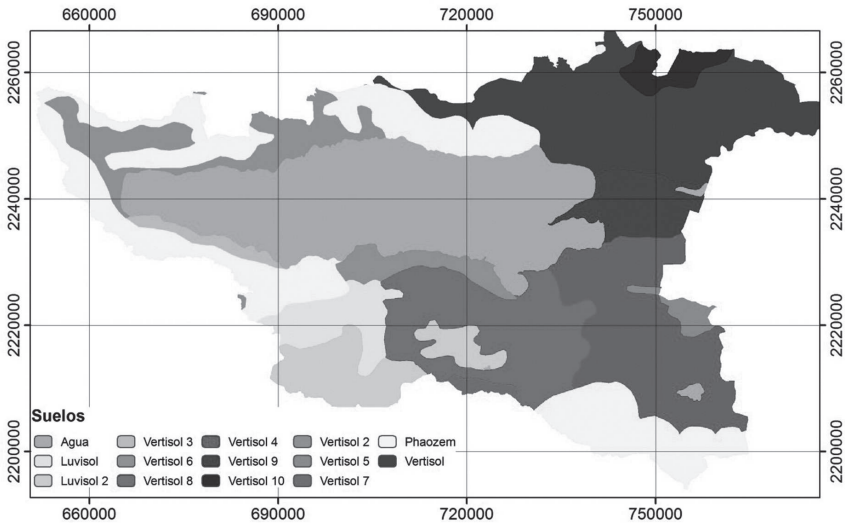 660000 690000 720000 750000
2260000 2260000
2240000 2240000
2220000 2220000
2200000 2200000
Suelos
Agua Vertisol 3 Vertisol 4 Vertisol 2 Phaozem
Luvisol Vertisol 6 Vertisol 9 Vertisol 5 Vertisol
Luvisol 2 Vertisol 8 Vertisol 10 Vertisol 7
660000 690000 720000 750000